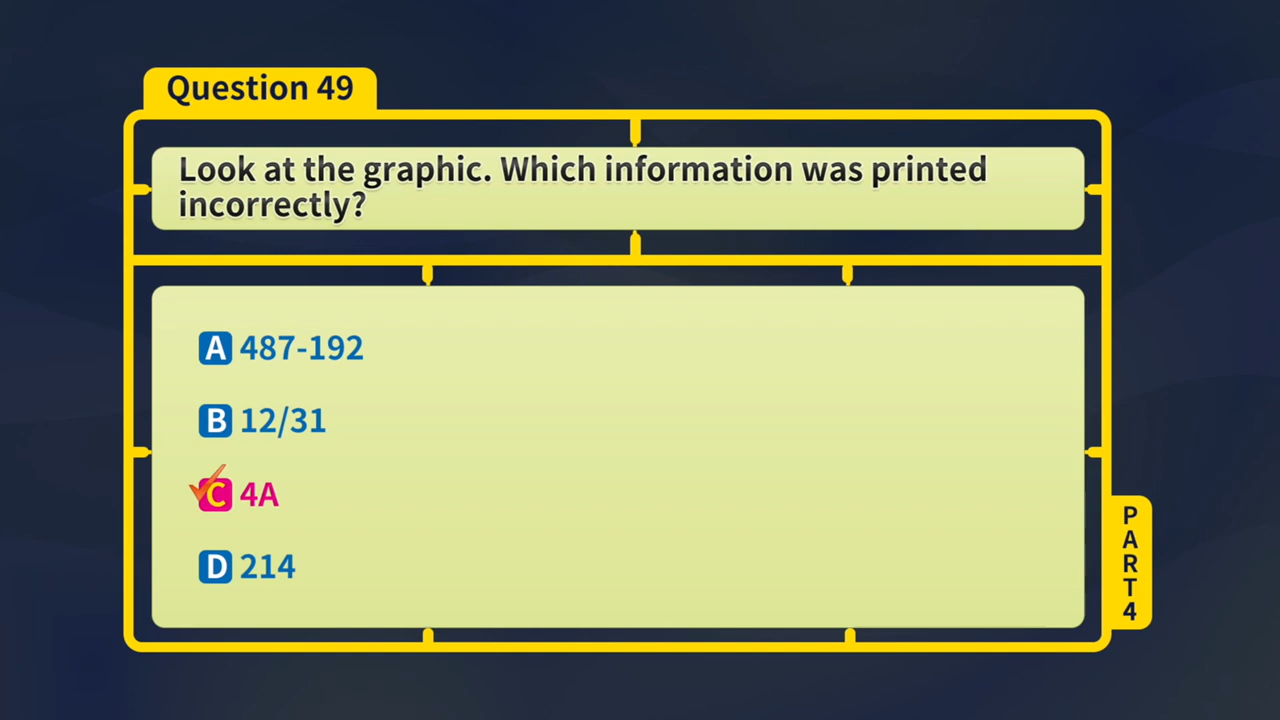 Question 49
Look at the graphic. Which information was printed
incorrectly?
A 487-192
B 12/31
C 4A
D 214
PART4